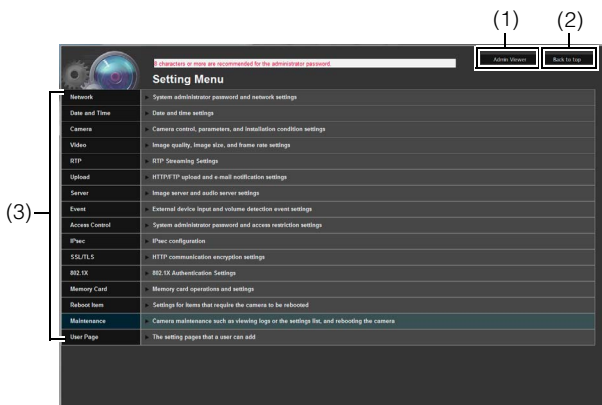 (1) (2)
8 characters or more are recommended for the administrator password.
Admin Viewer Back to top
Setting Menu
Network System administrator password and network settings
Date and Time Date and time settings
Camera Camera control, parameters, and installation condition settings
Video Image quality, image size, and frame rate settings
RTP RTP Streaming Settings
Upload HTTP/FTP upload and e-mail notification settings
Server Image server and audio server settings
(3)
Event External device input and volume detection event settings
Access Control System administrator password and access restriction settings
IPsec IPsec configuration
SSL/TLS HTTP communication encryption settings
802.1X 802.1X Authentication Settings
Memory Card Memory card operations and settings
Reboot Item Settings for items that require the camera to be rebooted
Maintenance Camera maintenance such as viewing logs or the settings list, and rebooting the camera
User Page The setting pages that a user can add